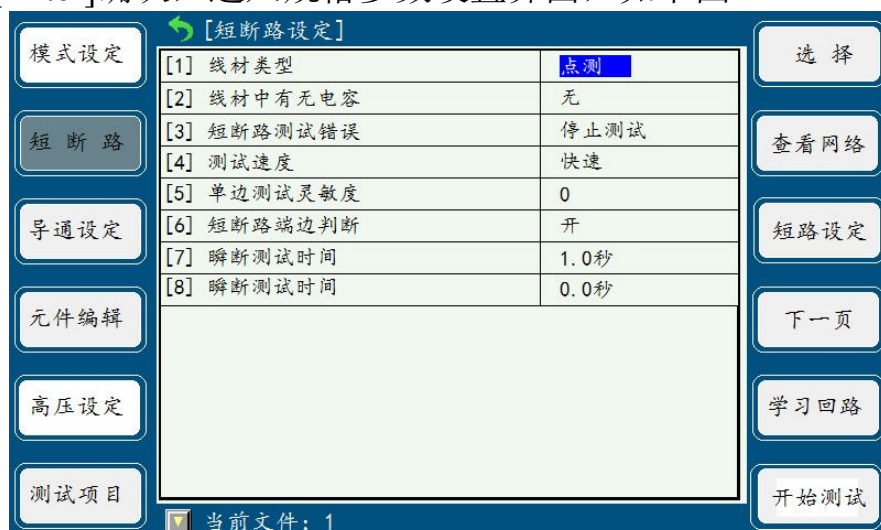 [短断路设定]
模式设定
短 断 路
导通设定
元件编辑
高压设定
测试项目
[1] 线材类型 点测
[2] 线材中有无电容 无
[3] 短断路测试错误 停止测试
[4] 测试速度 快速
[5] 单边测试灵敏度 0
[6] 短断路端边判断 开
[7] 瞬断测试时间 1.0秒
[8] 瞬断测试时间 0.0秒
选 择
查看网络
短路设定
下一页
学习回路
开始测试
当前文件: 1